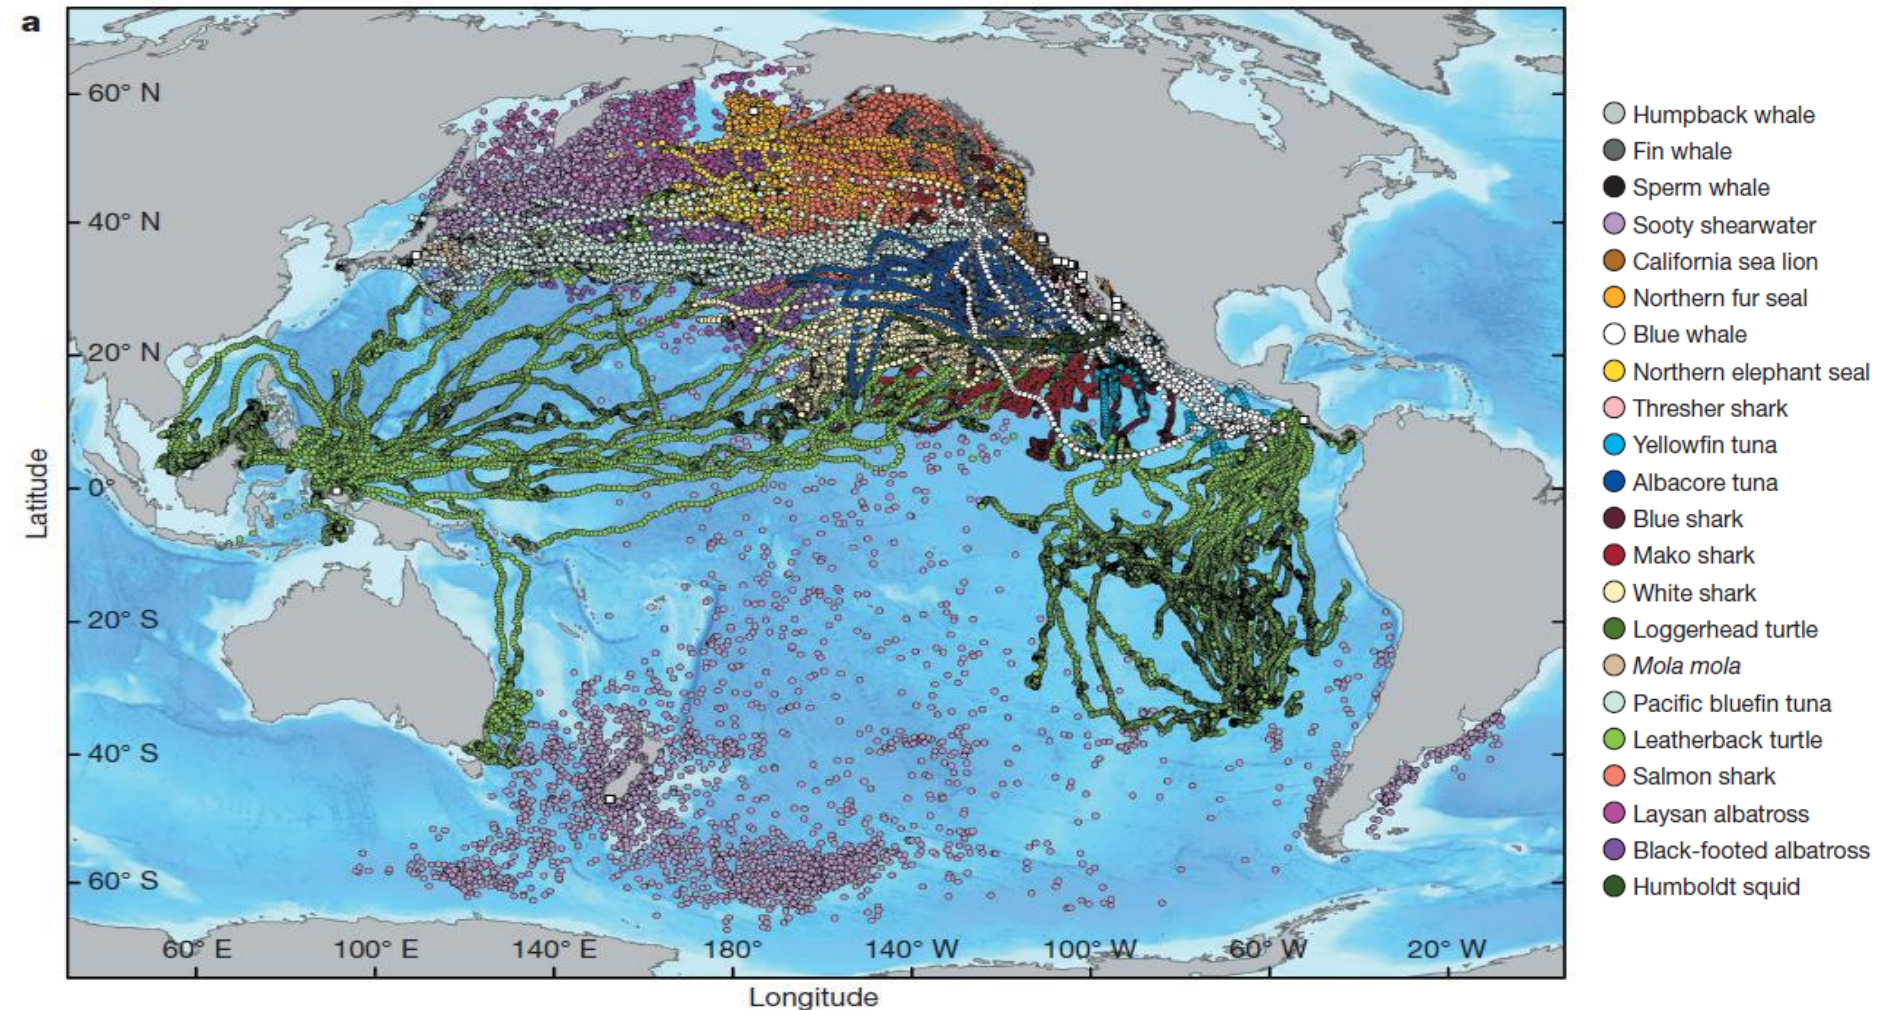 a
60° N
40° N
20° N
0°
20° S
40° S
60° S
Latitude
60° E
100° E
140° E
180°
140° W
100° W
60° W
20° W
Longitude
Humpback whale
Fin whale
Sperm whale
Sooty shearwater
California sea lion
Northern fur seal
Blue whale
Northern elephant seal
Thresher shark
Yellowfin tuna
Albacore tuna
Blue shark
Mako shark
White shark
Loggerhead turtle
Mola mola
Pacific bluefin tuna
Leatherback turtle
Salmon shark
Laysan albatross
Black-footed albatross
Humboldt squid